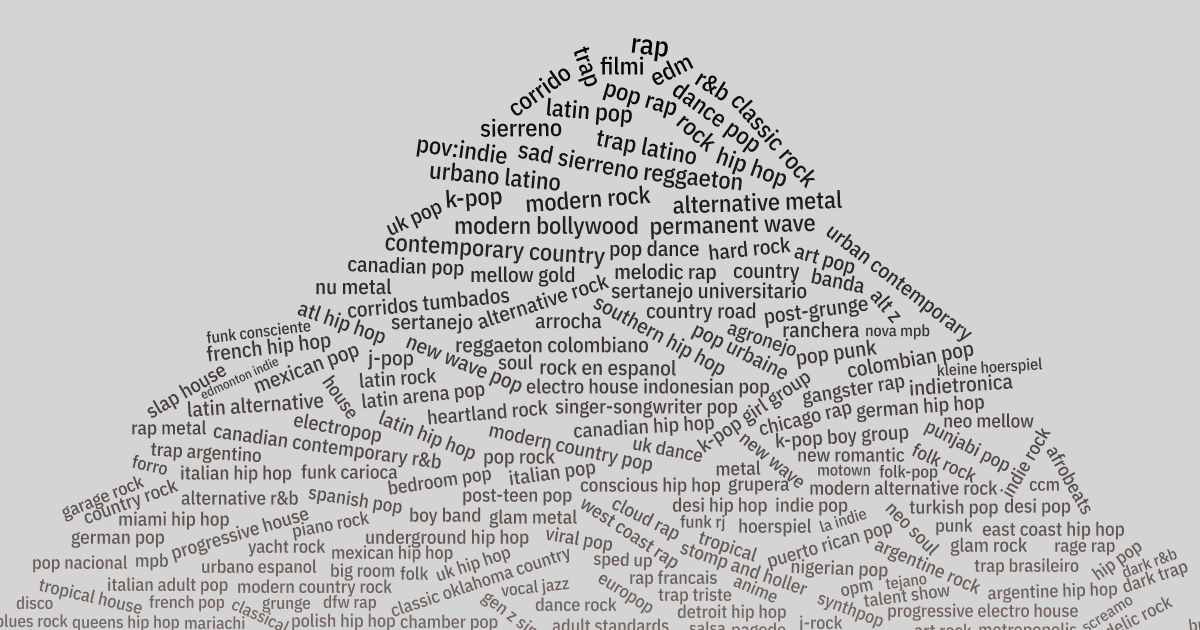 rap
trap
filmi
edm
corrido
r&b
classic rock
pop rap
dance pop
latin pop
rock
sierreno
trap latino
hip hop
pov:indie
sad sierreno
reggaeton
urbano latino
k-pop
modern rock
alternative metal
uk pop
modern bollywood
permanent wave
contemporary country
pop dance
hard rock
art pop
urban contemporary
canadian pop
mellow gold
melodic rap
country
banda
alt z
nu metal
corridos tumbados
alternative rock
sertanejo universitario
atl hip hop
sertanejo
arrocha
southern hip hop
country road
post-grunge
funk consciente
french hip hop
agronejo
ranchera
nova mpb
new wave pop
reggaeton colombiano
pop urbaine
pop punk
colombian pop
mexican pop
j-pop
soul
rock en espanol
kleine hoerspiel
slap house
edmonton indie
house
latin rock
electro house
indonesian pop
gangster rap
indietronica
latin alternative
latin arena pop
k-pop girl group
heartland rock
singer-songwriter pop
chicago rap
german hip hop
rap metal
electropop
latin hip hop
canadian hip hop
neo mellow
canadian contemporary r&b
modern country pop
uk dance
k-pop boy group
punjabi pop
trap argentino
pop rock
new wave
new romantic
folk rock
indie rock
afrobeats
forro
italian hip hop
funk carioca
bedroom pop
italian pop
metal
motown
folk-pop
garage rock
country rock
conscious hip hop
grupera
modern alternative rock
ccm
alternative r&b
spanish pop
post-teen pop
cloud rap
desi hip hop
indie pop
turkish pop
desi pop
miami hip hop
progressive house
piano rock
boy band
glam metal
west coast rap
funk rj
hoerspiel
la indie
neo soul
punk
east coast hip hop
german pop
yacht rock
underground hip hop
viral pop
tropical
puerto rican pop
glam rock
rage rap
pop nacional
mpb
mexican hip hop
uk hip hop
sped up
stomp and holler
argentine rock
hip pop
urbano espanol
big room
folk
nigerian pop
trap brasileiro
dark r&b
tropical house
italian adult pop
modern country rock
classic oklahoma country
vocal jazz
europop
rap francais
anime
opm
tejano
argentine hip hop
dark trap
disco
french pop
classical
grunge
dfw rap
dance rock
trap triste
synthpop
talent show
progressive electro house
screamo
blues rock
queens hip hop
mariachi
polish hip hop
chamber pop
adult standards
detroit hip hop
j-rock
salsa
pagode
art rock
metropopolis